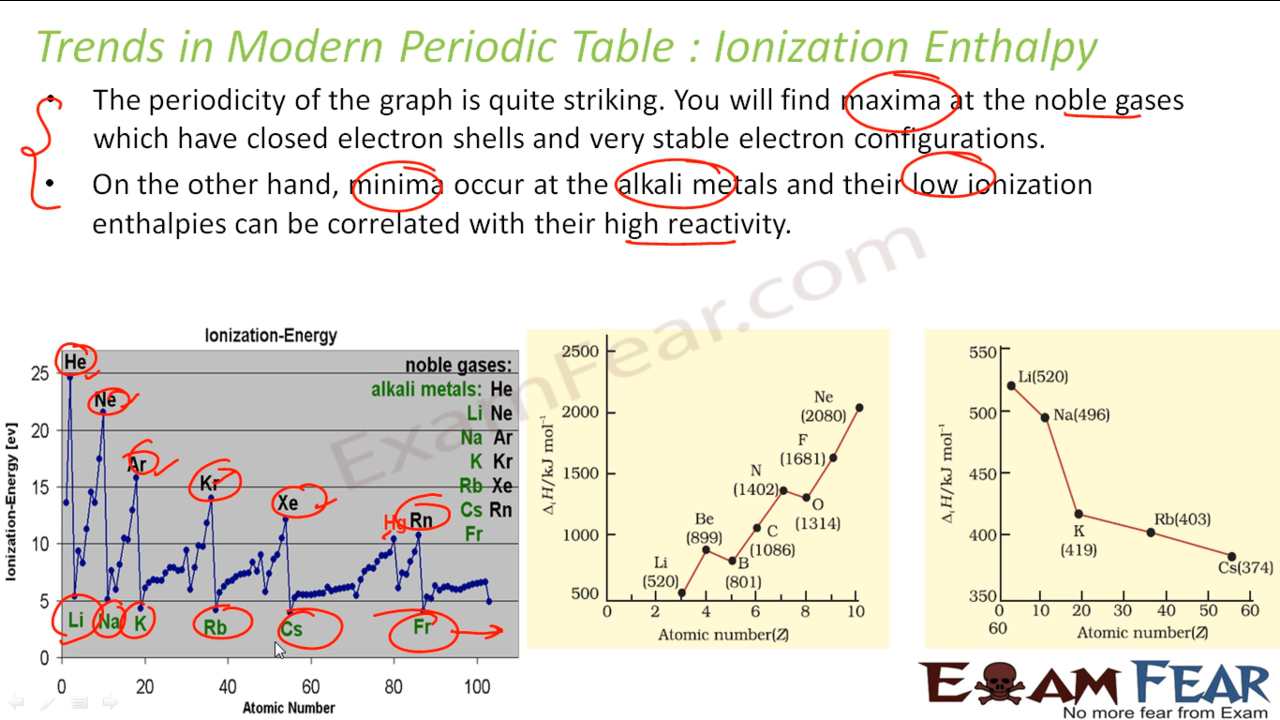 Trends in Modern Periodic Table : Ionization Enthalpy
• The periodicity of the graph is quite striking. You will find maxima at the noble gases
which have closed electron shells and very stable electron configurations.
• On the other hand, minima occur at the alkali metals and their low ionization
enthalpies can be correlated with their high reactivity.
ExamFear.com
Ionization-Energy
Ionization-Energy [ev]
25
20
15
10
5
0
0 20 40 60 80 100
Atomic Number
He
Ne
Ar
Kr
Xe
Hg
Rn
Li
Na
K
Rb
Cs
Fr
noble gases:
alkali metals: He
Li Ne
Na Ar
K Kr
Rb Xe
Cs Rn
Fr
ΔᵢH/kJ mol⁻¹
2500
2000
1500
1000
500
0 2 4 6 8 10
Atomic number(Z)
Li
(520)
Be
(899)
B
(801)
C
(1086)
N
(1402)
O
(1314)
F
(1681)
Ne
(2080)
ΔᵢH/kJ mol⁻¹
550
500
450
400
350
0 10 20 30 40 50 60
60
Atomic number(Z)
Li(520)
Na(496)
K
(419)
Rb(403)
Cs(374)
EXAM FEAR
No more fear from Exam